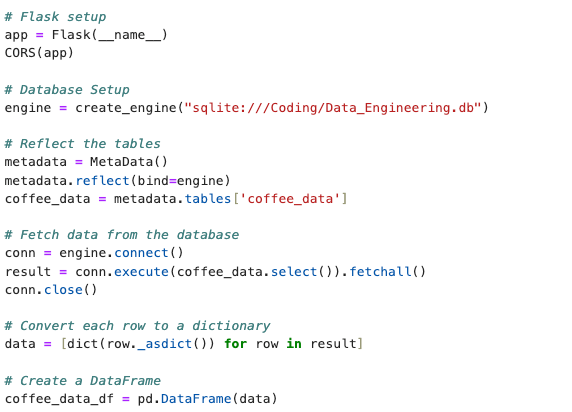 # Flask setup
app = Flask(__name__)
CORS(app)
# Database Setup
engine = create_engine("sqlite:///Coding/Data_Engineering.db")
# Reflect the tables
metadata = MetaData()
metadata.reflect(bind=engine)
coffee_data = metadata.tables['coffee_data']
# Fetch data from the database
conn = engine.connect()
result = conn.execute(coffee_data.select()).fetchall()
conn.close()
# Convert each row to a dictionary
data = [dict(row._asdict()) for row in result]
# Create a DataFrame
coffee_data_df = pd.DataFrame(data)